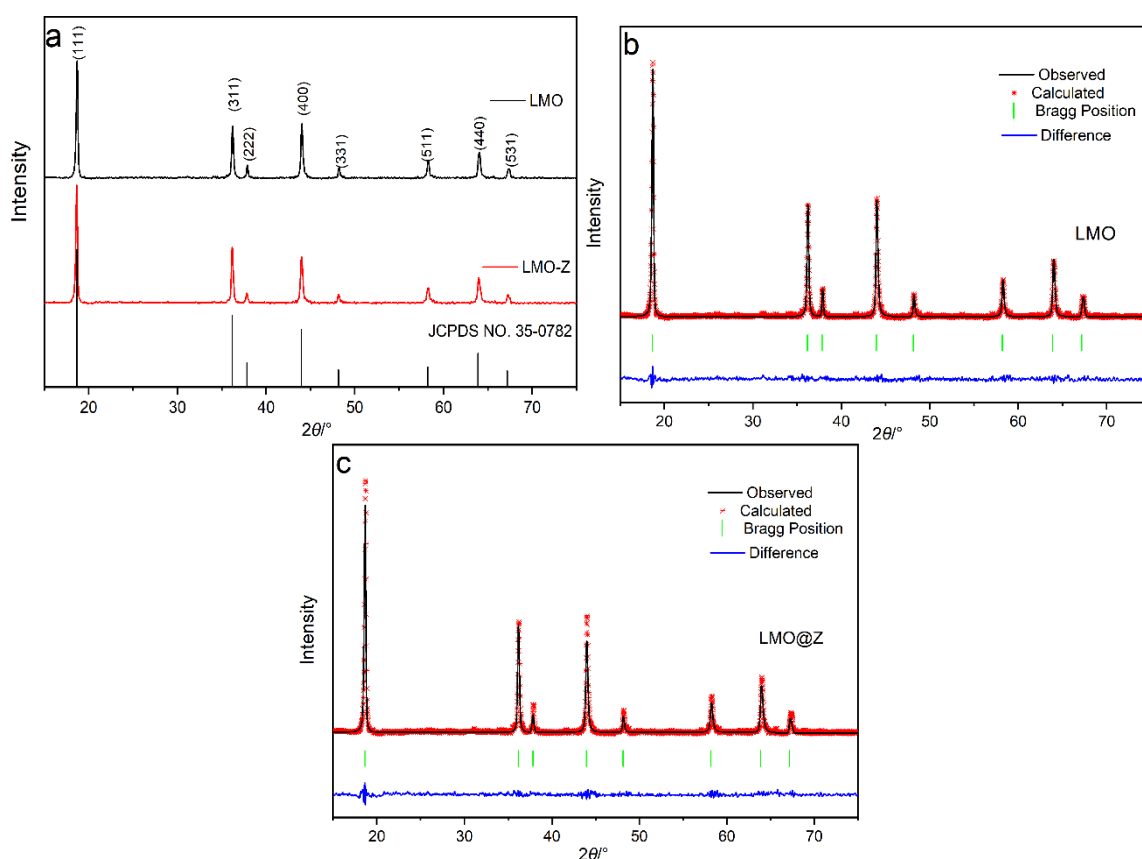 a
(111)
(311)
(222)
(400)
(331)
(511)
(440)
(531)
LMO
LMO-Z
JCPDS NO. 35-0782
Intensity
20 30 40 50 60 70
2θ/°
b
Observed
Calculated
Bragg Position
Difference
LMO
Intensity
20 30 40 50 60 70
2θ/°
c
Observed
Calculated
Bragg Position
Difference
LMO@Z
Intensity
20 30 40 50 60 70
2θ/°